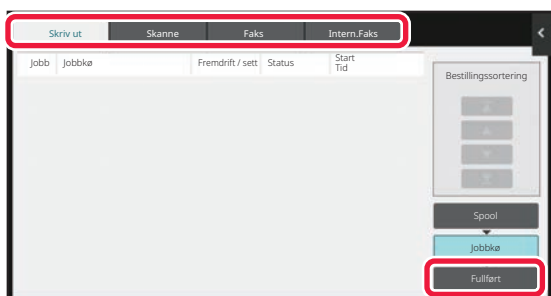 Skriv ut Skanne Faks Intern.Faks
Jobb Jobbkø Fremdrift / sett Status Start Tid
Bestillingssortering
Spool
Jobbkø
Fullført